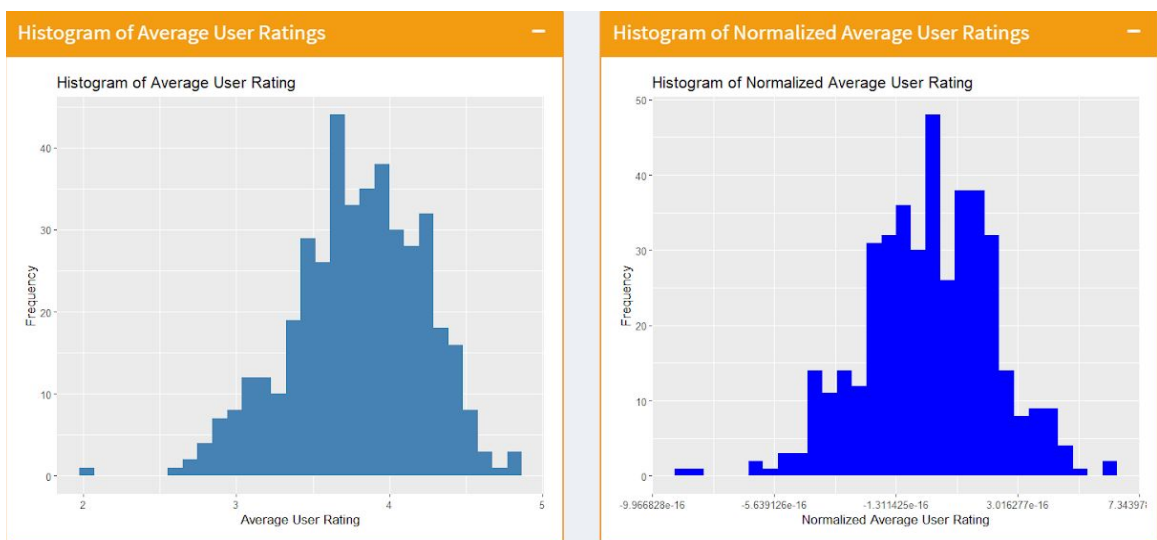 Histogram of Average User Ratings
Histogram of Average User Rating
Frequency
40
30
20
10
0
2 3 4 5
Average User Rating
Histogram of Normalized Average User Ratings
Histogram of Normalized Average User Rating
Frequency
50
40
30
20
10
0
-9.966828e-16 -5.639126e-16 -1.311425e-16 3.016277e-16 7.34397
Normalized Average User Rating